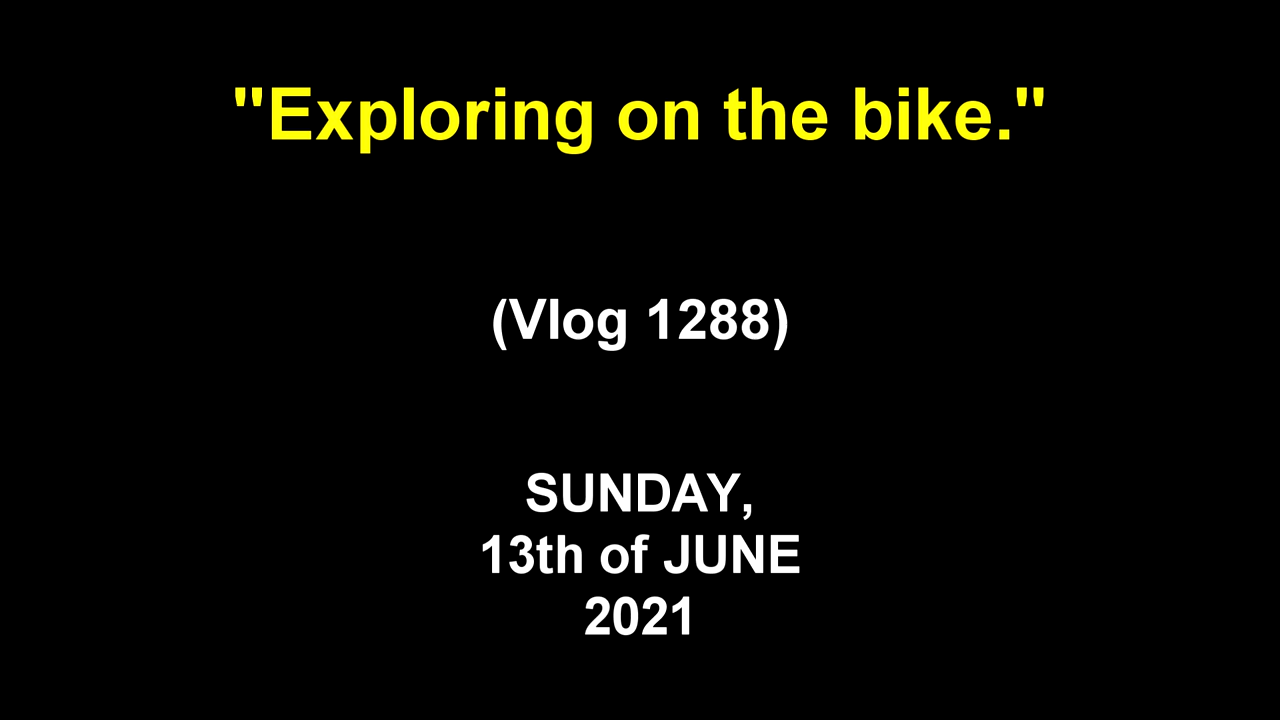 "Exploring on the bike."
(Vlog 1288)
SUNDAY,
13th of JUNE
2021